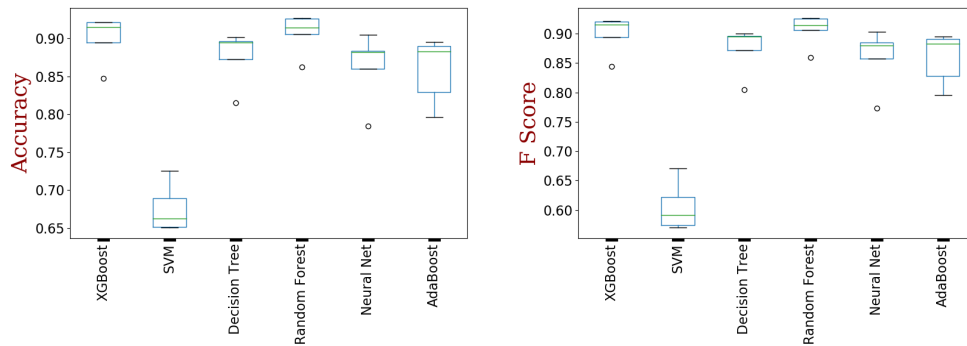 Accuracy
0.90
0.85
0.80
0.75
0.70
0.65
XGBoost
SVM
Decision Tree
Random Forest
Neural Net
AdaBoost
F Score
0.90
0.85
0.80
0.75
0.70
0.65
0.60
XGBoost
SVM
Decision Tree
Random Forest
Neural Net
AdaBoost